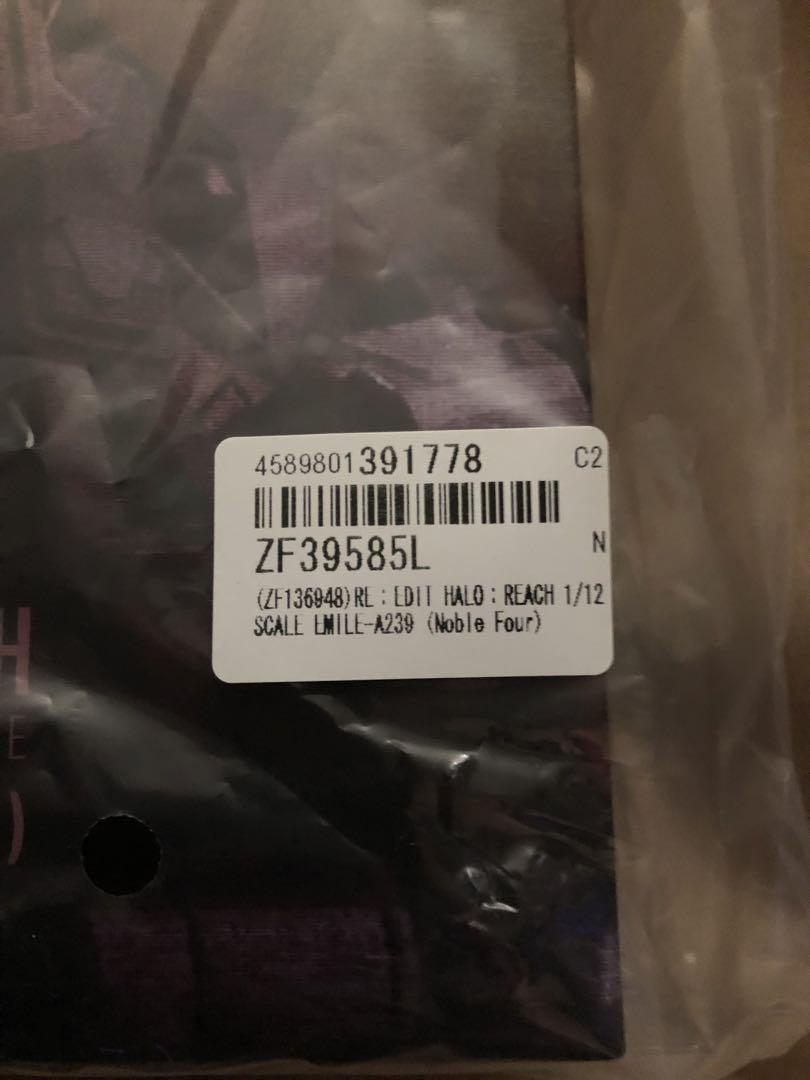 4589801391778 C2
ZF39585L N
(ZF136948)RE:EDIT HALO:REACH 1/12
SCALE EMILE-A239 (Noble Four)
H
E
)